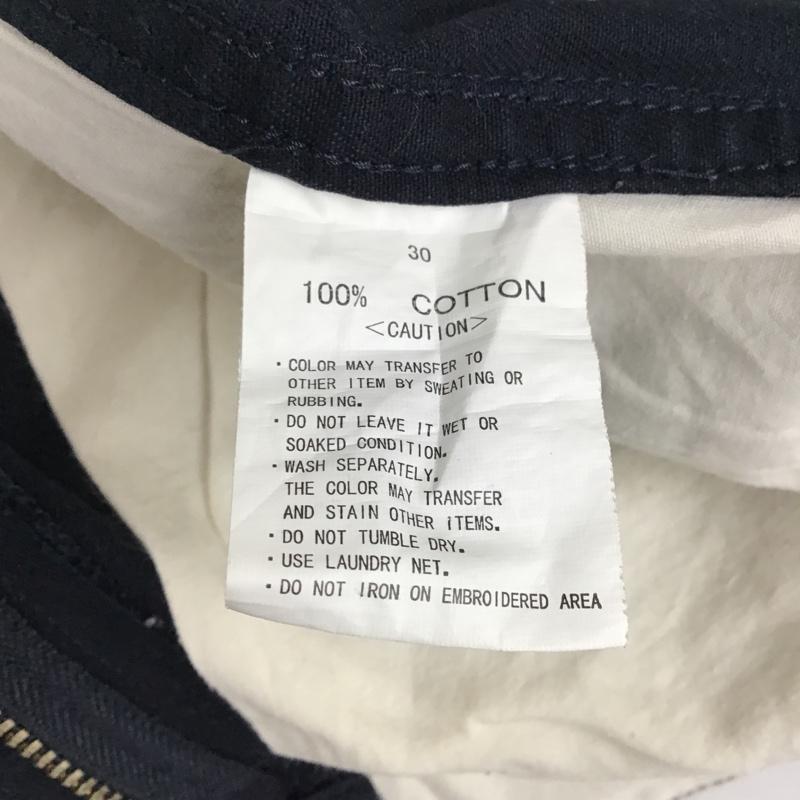 30
100% COTTON
<CAUTION>
・COLOR MAY TRANSFER TO
OTHER ITEM BY SWEATING OR
RUBBING.
・DO NOT LEAVE IT WET OR
SOAKED CONDITION.
・WASH SEPARATELY.
THE COLOR MAY TRANSFER
AND STAIN OTHER ITEMS.
・DO NOT TUMBLE DRY.
・USE LAUNDRY NET.
・DO NOT IRON ON EMBROIDERED AREA